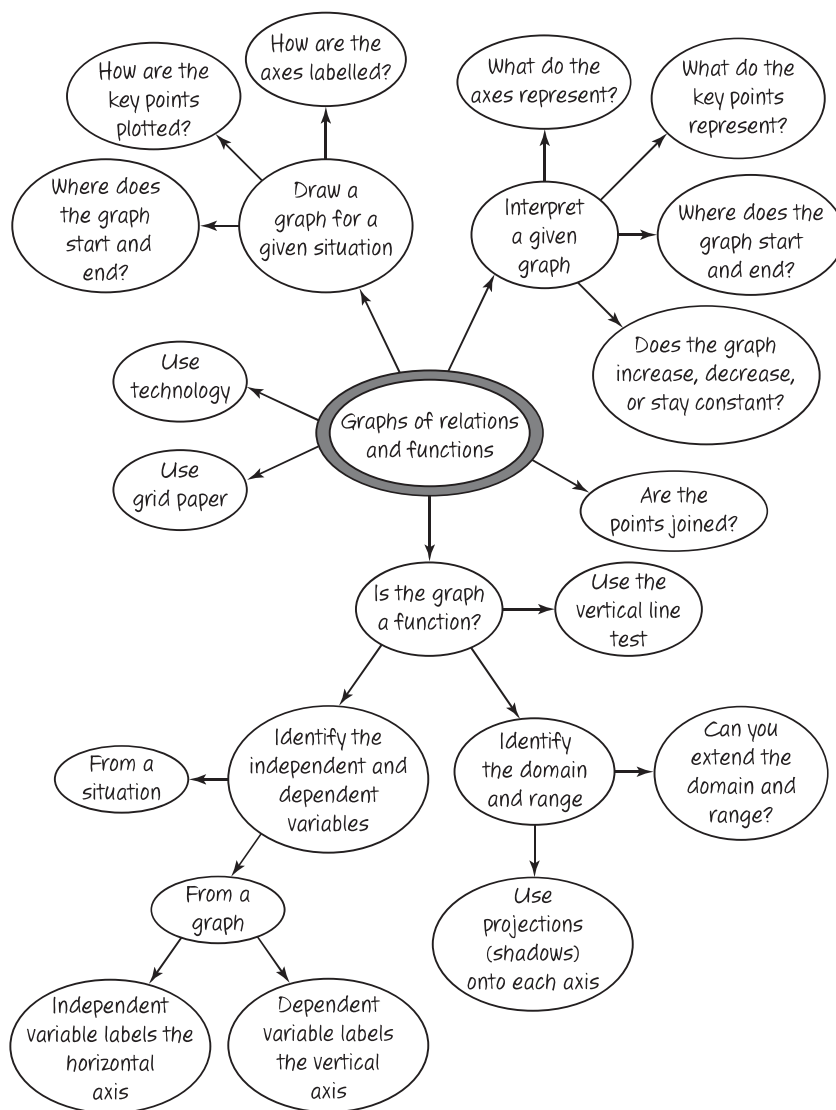 How are the
axes labelled?
How are the
key points
plotted?
Where does
the graph
start and
end?
Draw a
graph for a
given situation
What do the
axes represent?
What do the
key points
represent?
Interpret
a given
graph
Where does the
graph start
and end?
Does the graph
increase, decrease,
or stay constant?
Use
technology
Use
grid paper
Graphs of relations
and functions
Are the
points joined?
Is the graph
a function?
Use the
vertical line
test
Identify the
independent and
dependent
variables
From a
situation
Identify
the domain
and range
Can you
extend the
domain and
range?
From a
graph
Use
projections
(shadows)
onto each axis
Independent
variable labels the
horizontal
axis
Dependent
variable labels
the vertical
axis